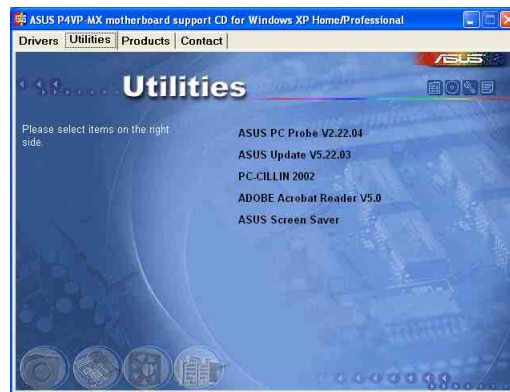 ASUS P4VP-MX motherboard support CD for Windows XP Home/Professional
Drivers Utilities Products Contact
ASUS
Utilities
Please select items on the right
side.
ASUS PC Probe V2.22.04
ASUS Update V5.22.03
PC-CILLIN 2002
ADOBE Acrobat Reader V5.0
ASUS Screen Saver